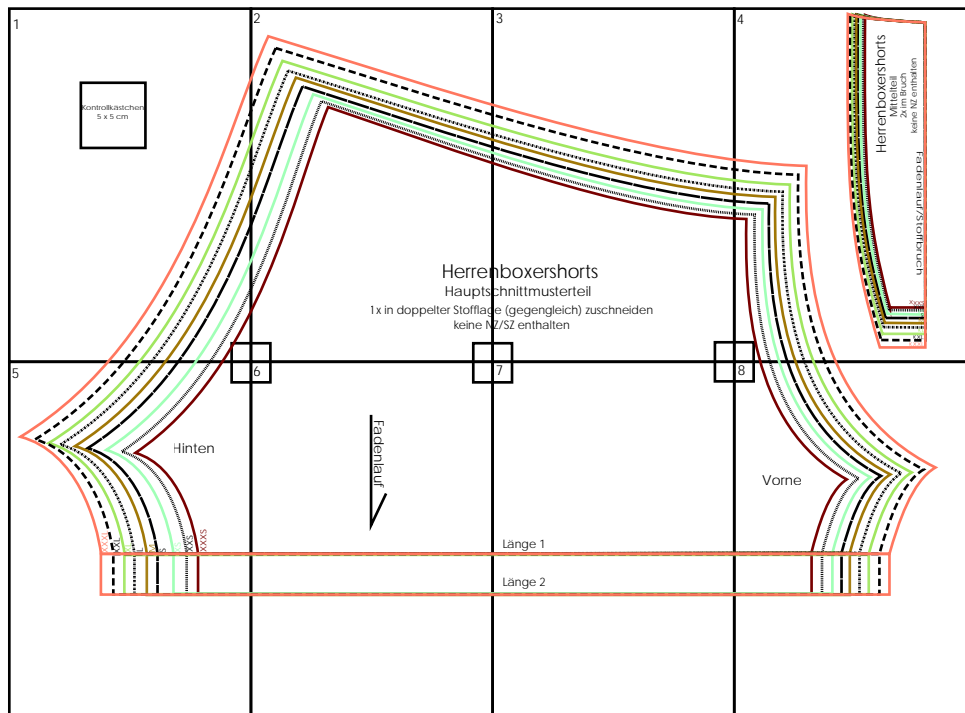 1
2
3
4
Kontrollkästchen
5 x 5 cm
Herrenboxershorts
Mittelteil
2x im Bruch
keine NZ enthalten
Fadenlauf/Stoffbruch
XXXS
Herrenboxershorts
Hauptschnittmusterteil
1x in doppelter Stofflage (gegengleich) zuschneiden
keine NZ/SZ enthalten
5
6
7
8
Hinten
Fadenlauf
Vorne
XXL
L
M
S
XXS
XXXS
Länge 1
Länge 2